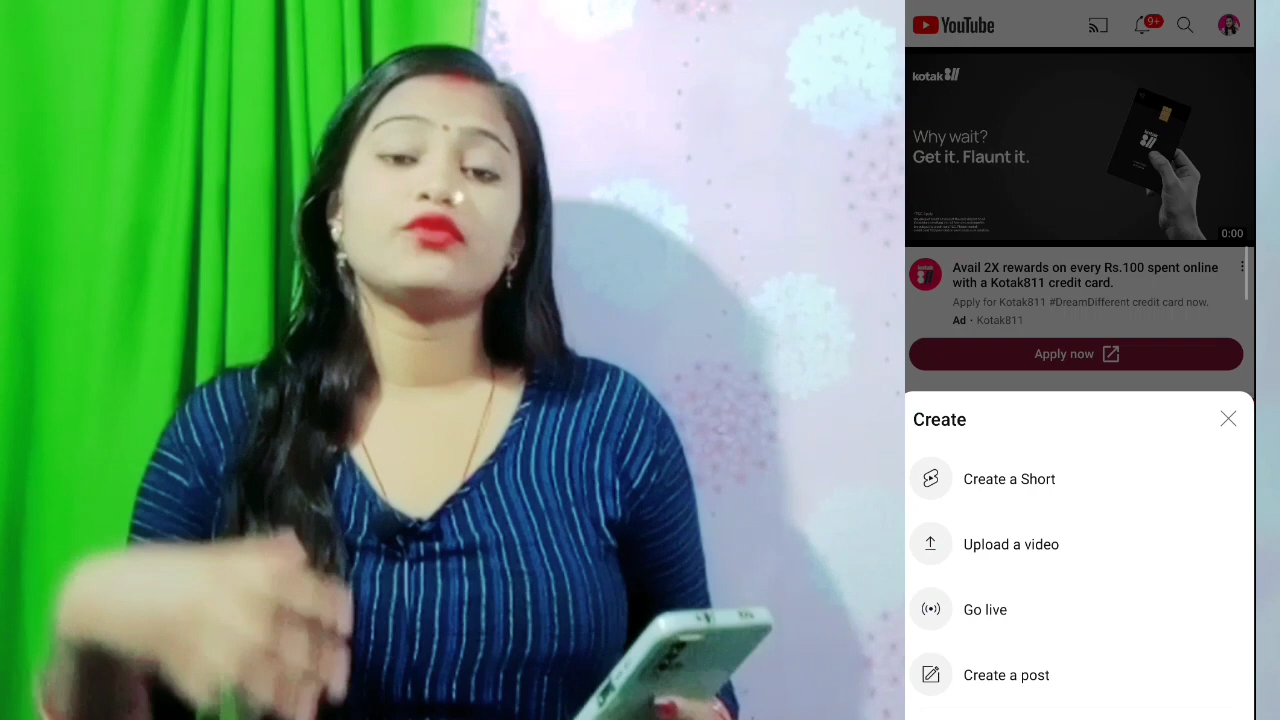 YouTube
9+
kotak 811
Why wait?
Get it. Flaunt it.
0:00
Avail 2X rewards on every Rs.100 spent online
with a Kotak811 credit card.
Apply for Kotak811 #DreamDifferent credit card now.
Ad · Kotak811
Apply now
Create
Create a Short
Upload a video
Go live
Create a post